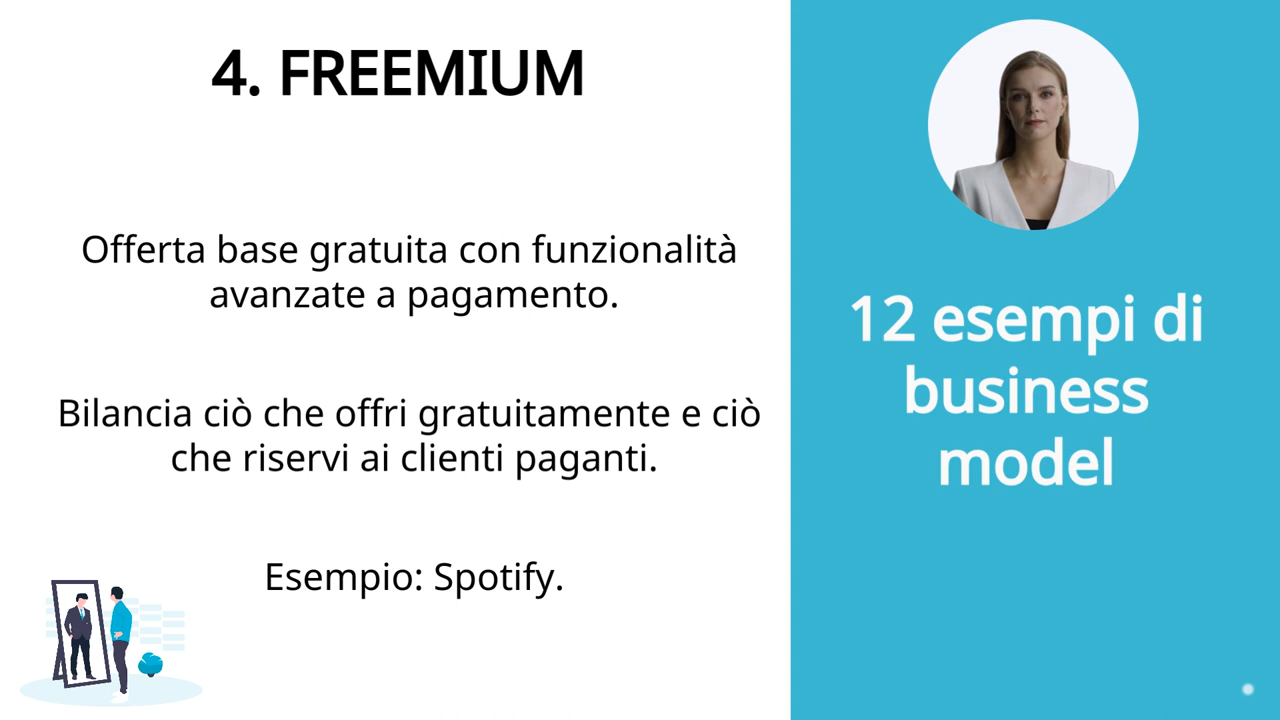 4. FREEMIUM
Offerta base gratuita con funzionalità
avanzate a pagamento.
Bilancia ciò che offri gratuitamente e ciò
che riservi ai clienti paganti.
Esempio: Spotify.
12 esempi di
business
model